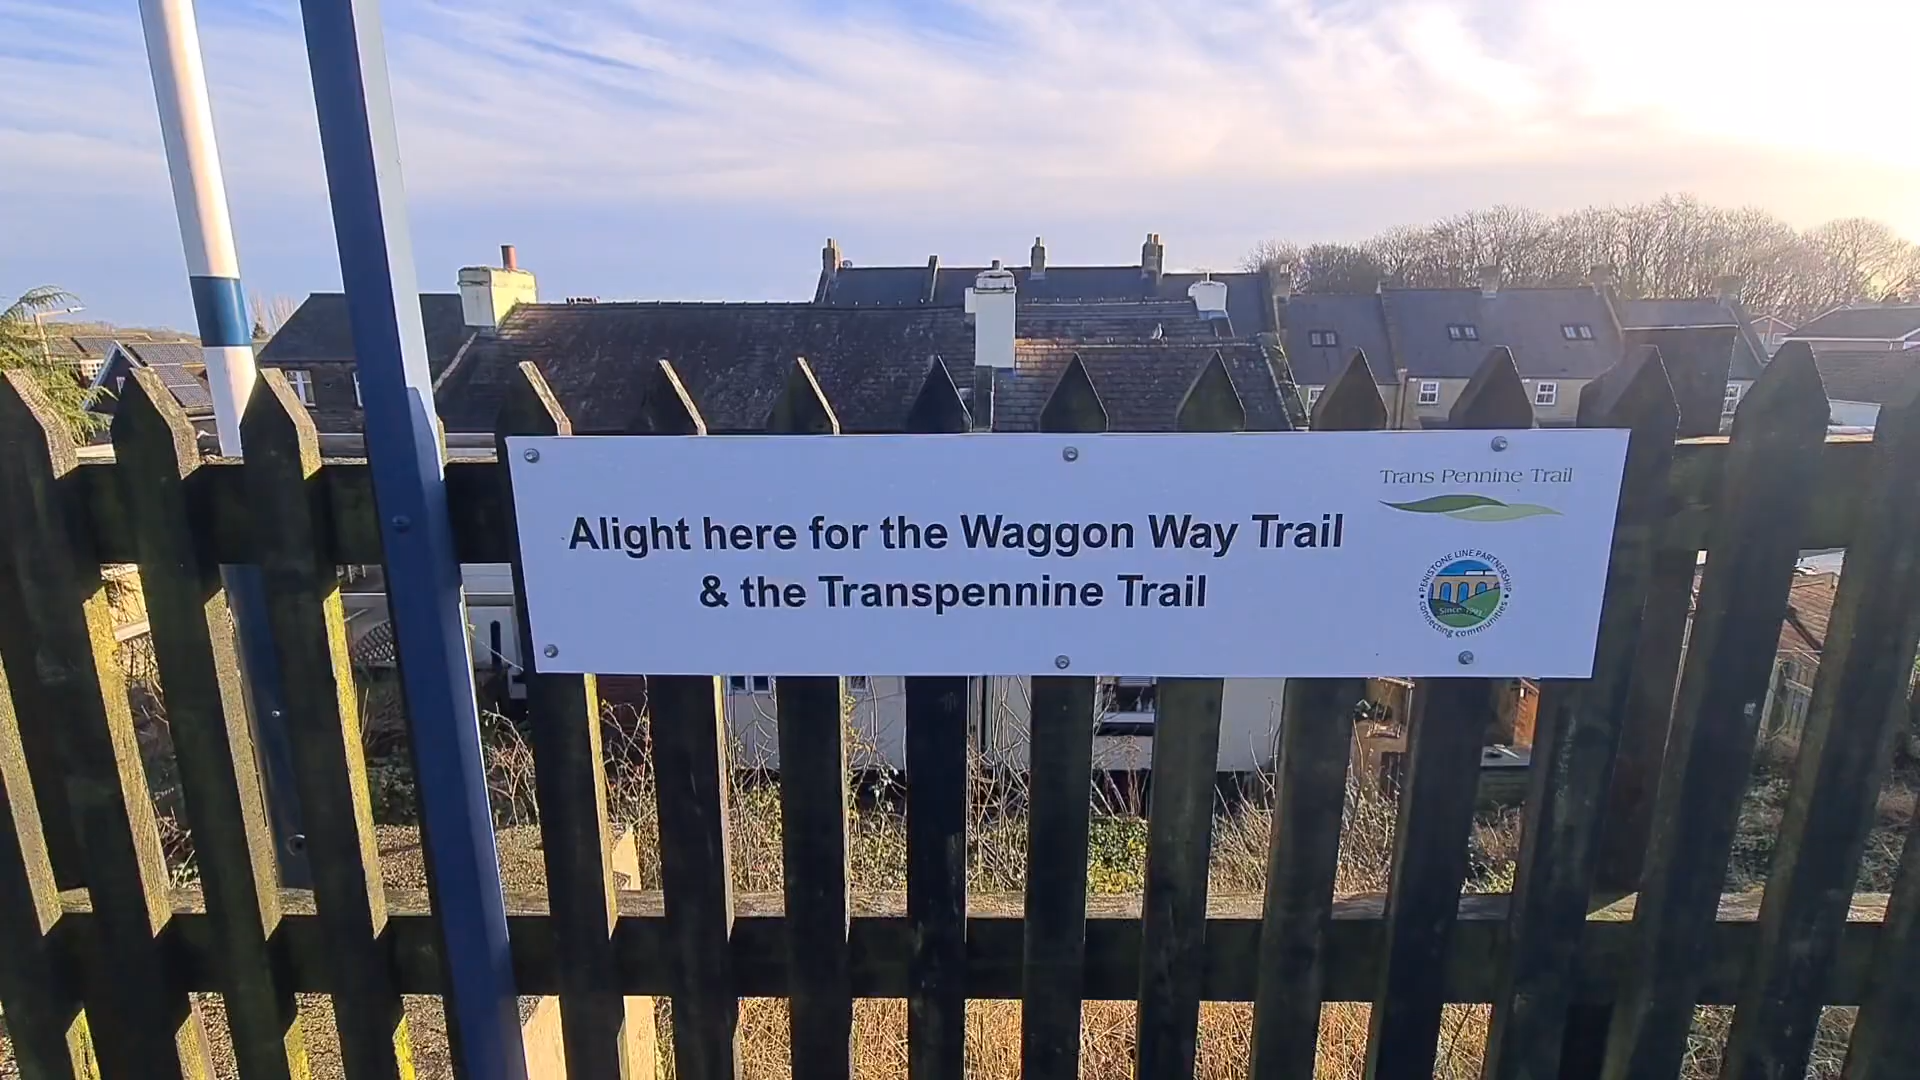 Alight here for the Waggon Way Trail
& the Transpennine Trail
Trans Pennine Trail
PENISTONE LINE PARTNERSHIP
Since 1993
connecting communities